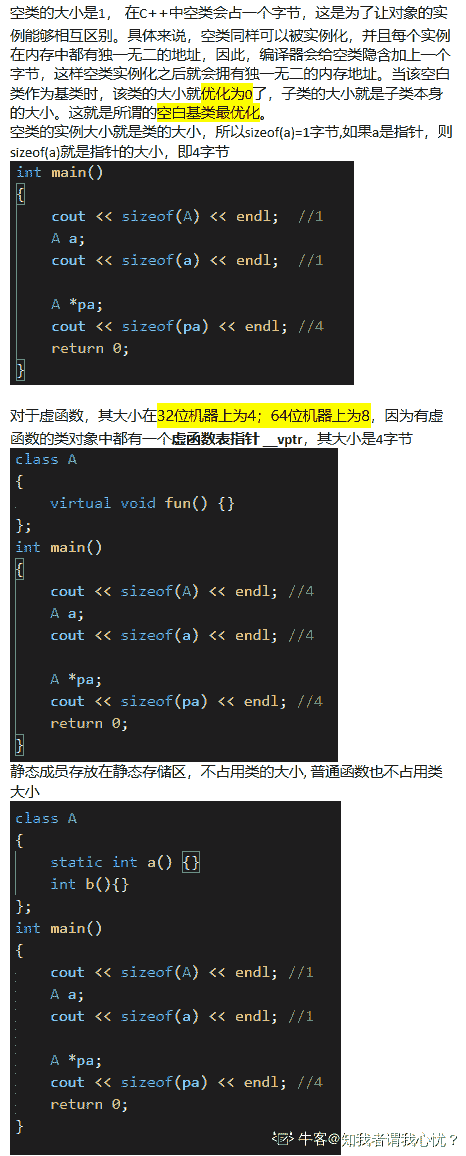 空类的大小是1， 在C++中空类会占一个字节，这是为了让对象的实
例能够相互区别。具体来说，空类同样可以被实例化，并且每个实例
在内存中都有独一无二的地址，因此，编译器会给空类隐含加上一个
字节，这样空类实例化之后就会拥有独一无二的内存地址。当该空白
类作为基类时，该类的大小就优化为0了，子类的大小就是子类本身
的大小。这就是所谓的空白基类最优化。
空类的实例大小就是类的大小，所以sizeof(a)=1字节,如果a是指针，则
sizeof(a)就是指针的大小，即4字节
int main()
{
cout << sizeof(A) << endl; //1
A a;
cout << sizeof(a) << endl; //1
A *pa;
cout << sizeof(pa) << endl; //4
return 0;
}
对于虚函数，其大小在32位机器上为4；64位机器上为8，因为有虚
函数的类对象中都有一个虚函数表指针 __vptr，其大小是4字节
class A
{
virtual void fun() {}
};
int main()
{
cout << sizeof(A) << endl; //4
A a;
cout << sizeof(a) << endl; //4
A *pa;
cout << sizeof(pa) << endl; //4
return 0;
}
静态成员存放在静态存储区，不占用类的大小, 普通函数也不占用类
大小
class A
{
static int a() {}
int b(){}
};
int main()
{
cout << sizeof(A) << endl; //1
A a;
cout << sizeof(a) << endl; //1
A *pa;
cout << sizeof(pa) << endl; //4
return 0;
}
牛客@知我者谓我心忧？